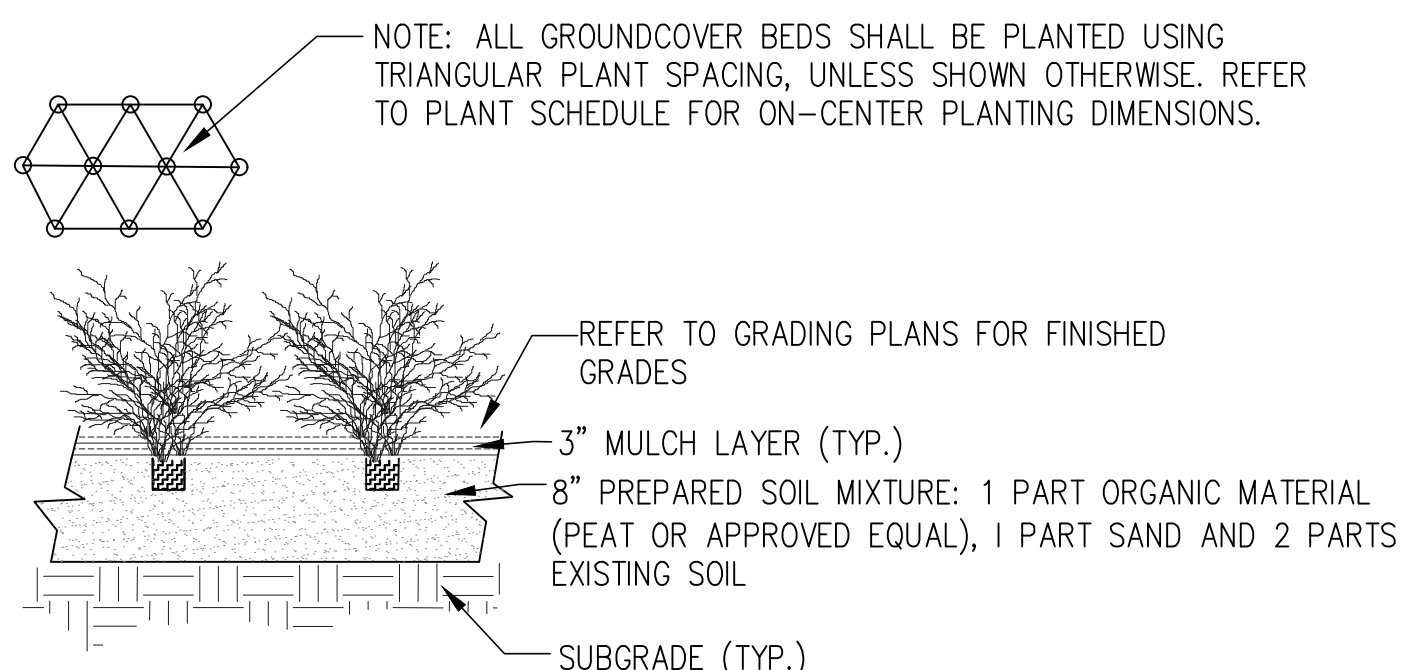 NOTE: ALL GROUNDCOVER BEDS SHALL BE PLANTED USING
TRIANGULAR PLANT SPACING, UNLESS SHOWN OTHERWISE. REFER
TO PLANT SCHEDULE FOR ON-CENTER PLANTING DIMENSIONS.
REFER TO GRADING PLANS FOR FINISHED
GRADES
3" MULCH LAYER (TYP.)
8" PREPARED SOIL MIXTURE: 1 PART ORGANIC MATERIAL
(PEAT OR APPROVED EQUAL), I PART SAND AND 2 PARTS
EXISTING SOIL
SUBGRADE (TYP.)